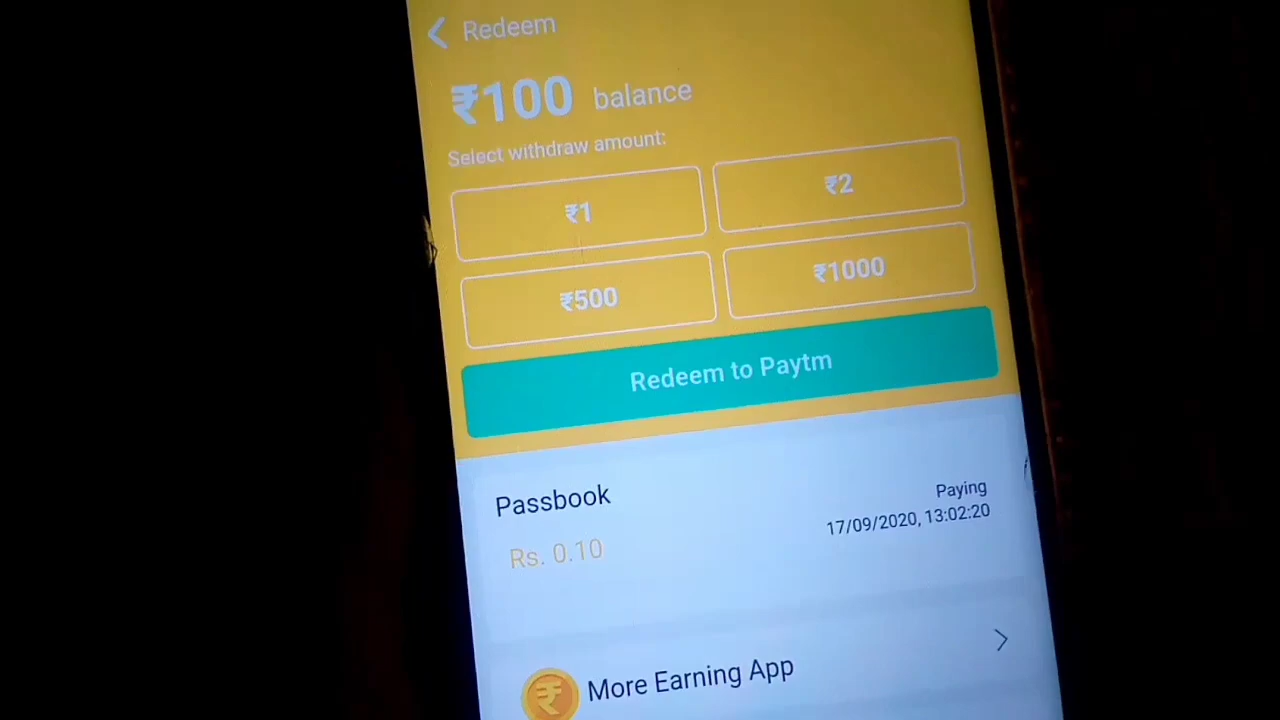 Redeem
₹100 balance
Select withdraw amount:
₹1
₹2
₹500
₹1000
Redeem to Paytm
Passbook
Paying
17/09/2020, 13:02:20
Rs. 0.10
More Earning App